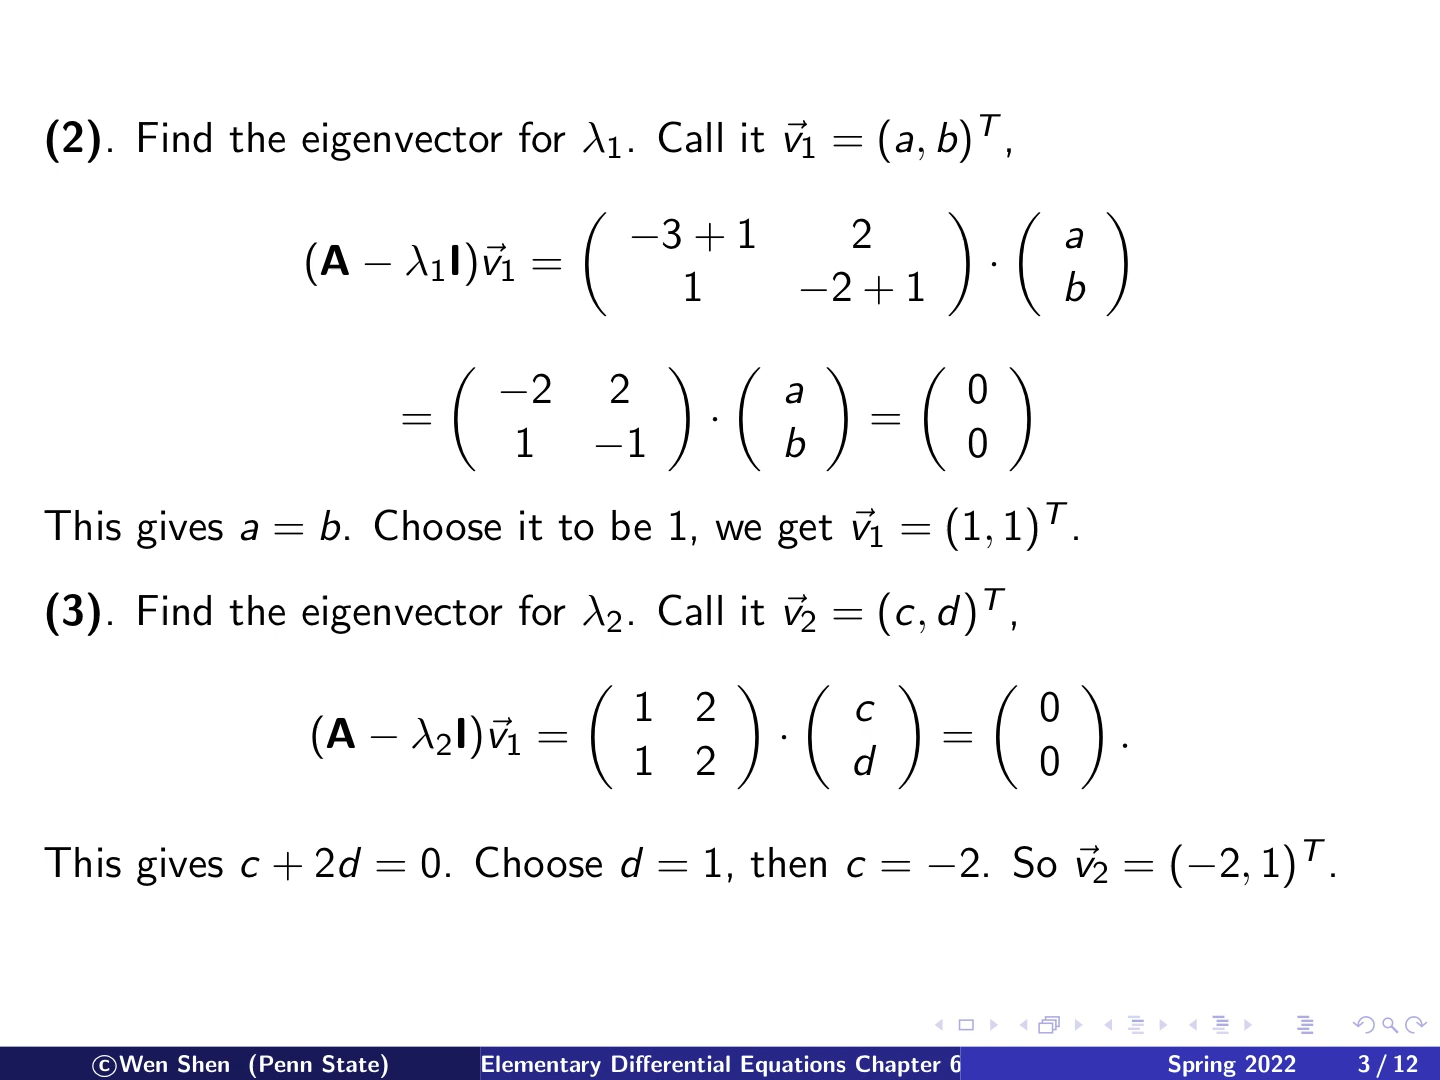 (2). Find the eigenvector for λ₁. Call it v⃗₁ = (a, b)ᵀ,
(A − λ₁I)v⃗₁ = ( −3 + 1 2 ; 1 −2 + 1 ) · ( a ; b )
= ( −2 2 ; 1 −1 ) · ( a ; b ) = ( 0 ; 0 )
This gives a = b. Choose it to be 1, we get v⃗₁ = (1, 1)ᵀ.
(3). Find the eigenvector for λ₂. Call it v⃗₂ = (c, d)ᵀ,
(A − λ₂I)v⃗₁ = ( 1 2 ; 1 2 ) · ( c ; d ) = ( 0 ; 0 ).
This gives c + 2d = 0. Choose d = 1, then c = −2. So v⃗₂ = (−2, 1)ᵀ.
©Wen Shen (Penn State) Elementary Differential Equations Chapter 6 Spring 2022 3 / 12